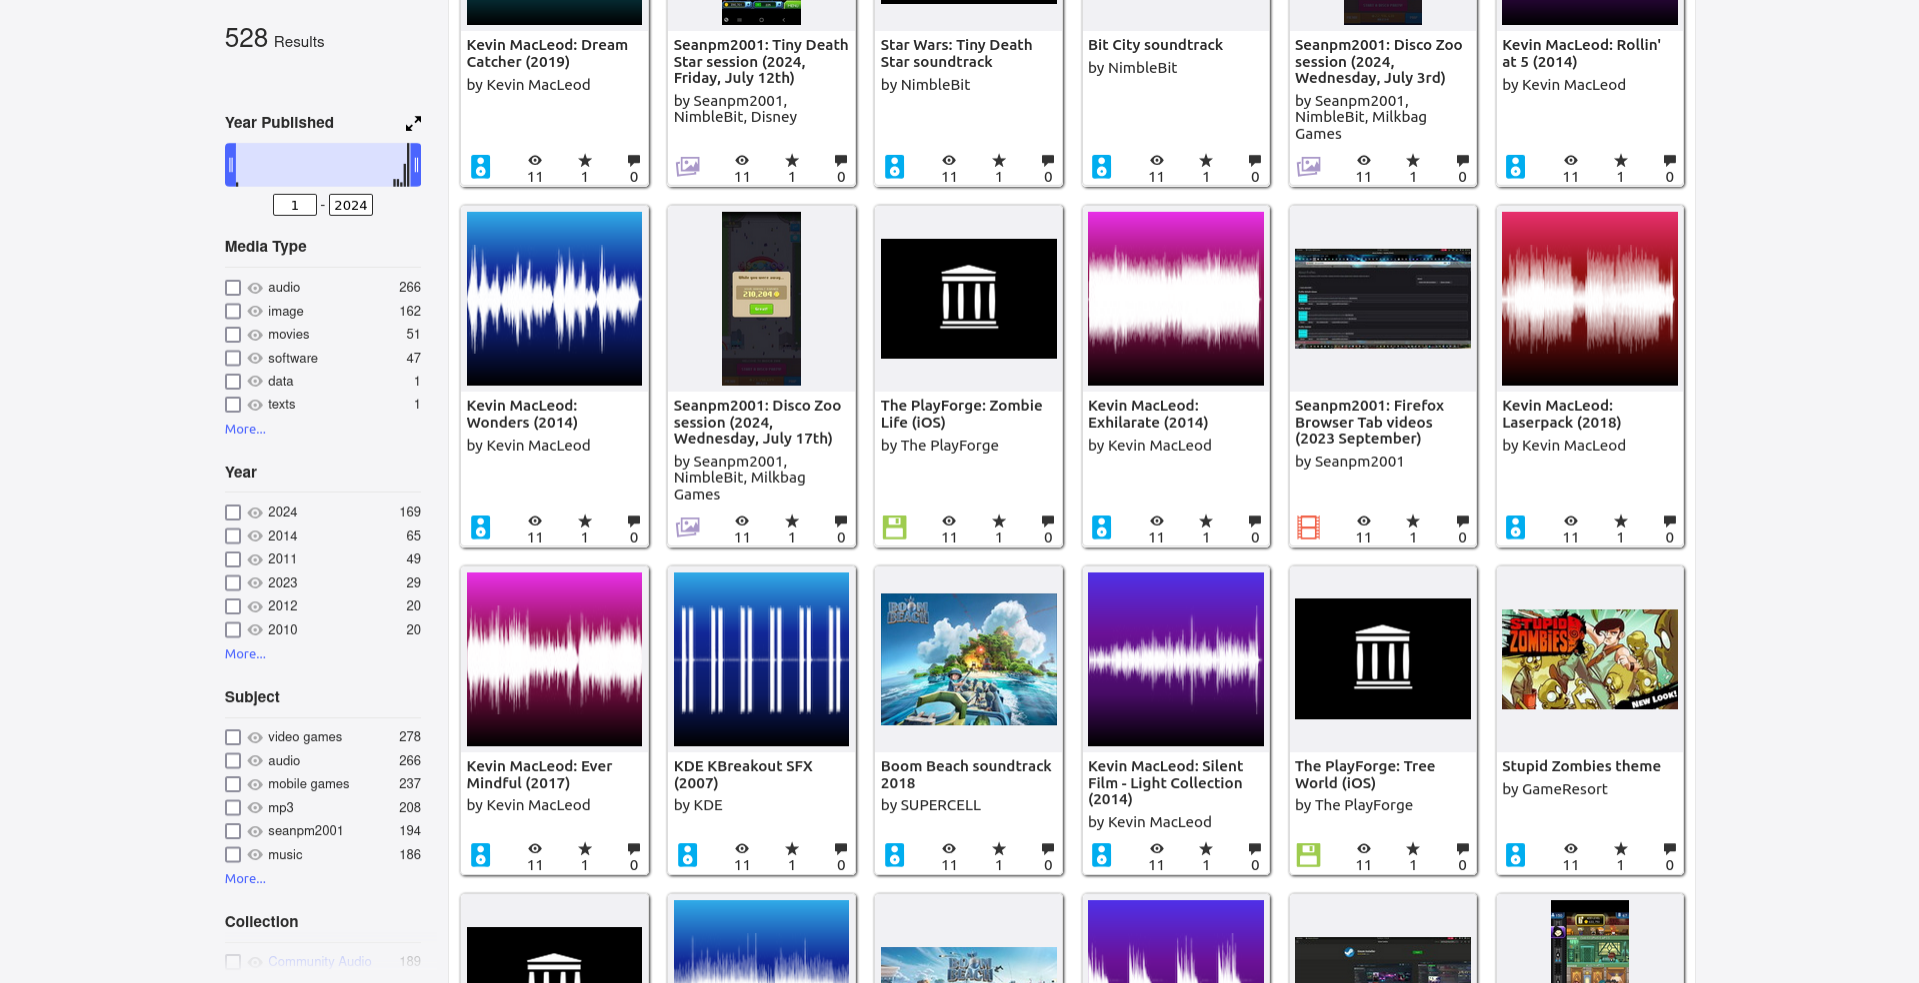 528 Results
Year Published
1 - 2024
Media Type
audio 266
image 162
movies 51
software 47
data 1
texts 1
More...
Year
2024 169
2014 65
2011 49
2023 29
2012 20
2010 20
More...
Subject
video games 278
audio 266
mobile games 237
mp3 208
seanpm2001 194
music 186
More...
Collection
Community Audio 189
Kevin MacLeod: Dream
Catcher (2019)
by Kevin MacLeod
11 1 0
Seanpm2001: Tiny Death
Star session (2024,
Friday, July 12th)
by Seanpm2001,
NimbleBit, Disney
11 1 0
Star Wars: Tiny Death
Star soundtrack
by NimbleBit
11 1 0
Bit City soundtrack
by NimbleBit
11 1 0
Seanpm2001: Disco Zoo
session (2024,
Wednesday, July 3rd)
by Seanpm2001,
NimbleBit, Milkbag
Games
11 1 0
Kevin MacLeod: Rollin'
at 5 (2014)
by Kevin MacLeod
11 1 0
Kevin MacLeod:
Wonders (2014)
by Kevin MacLeod
11 1 0
210,204
Seanpm2001: Disco Zoo
session (2024,
Wednesday, July 17th)
by Seanpm2001,
NimbleBit, Milkbag
Games
11 1 0
The PlayForge: Zombie
Life (iOS)
by The PlayForge
11 1 0
Kevin MacLeod:
Exhilarate (2014)
by Kevin MacLeod
11 1 0
Seanpm2001: Firefox
Browser Tab videos
(2023 September)
by Seanpm2001
11 1 0
Kevin MacLeod:
Laserpack (2018)
by Kevin MacLeod
11 1 0
Kevin MacLeod: Ever
Mindful (2017)
by Kevin MacLeod
11 1 0
KDE KBreakout SFX
(2007)
by KDE
11 1 0
BOOM
BEACH
Boom Beach soundtrack
2018
by SUPERCELL
11 1 0
Kevin MacLeod: Silent
Film - Light Collection
(2014)
by Kevin MacLeod
11 1 0
The PlayForge: Tree
World (iOS)
by The PlayForge
11 1 0
STUPID
ZOMBIES
NEW LOOK!
Stupid Zombies theme
by GameResort
11 1 0
BOOM
BEACH